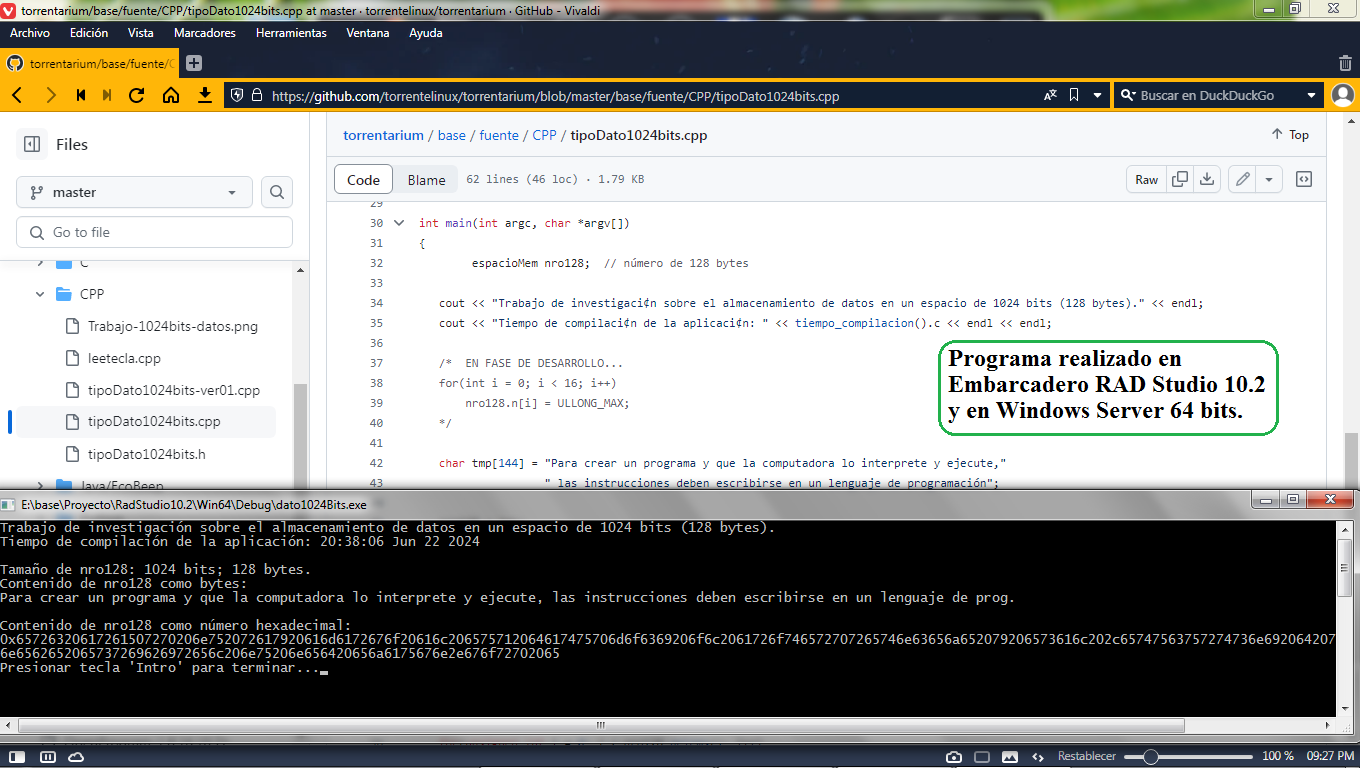 torrentarium/base/fuente/CPP/tipoDato1024bits.cpp at master · torrentelinux/torrentarium · GitHub - Vivaldi
Archivo Edición Vista Marcadores Herramientas Ventana Ayuda
torrentarium/base/fuente/C
https://github.com/torrentelinux/torrentarium/blob/master/base/fuente/CPP/tipoDato1024bits.cpp
Buscar en DuckDuckGo
Files
torrentarium / base / fuente / CPP / tipoDato1024bits.cpp
Top
master
Code Blame 62 lines (46 loc) · 1.79 KB
Raw
Go to file
C
CPP
Trabajo-1024bits-datos.png
leetecla.cpp
tipoDato1024bits-ver01.cpp
tipoDato1024bits.cpp
tipoDato1024bits.h
Java/EcoBeep
29
30 int main(int argc, char *argv[])
31 {
32 espacioMem nro128; // número de 128 bytes
33
34 cout << "Trabajo de investigaci¢n sobre el almacenamiento de datos en un espacio de 1024 bits (128 bytes)." << endl;
35 cout << "Tiempo de compilaci¢n de la aplicaci¢n: " << tiempo_compilacion().c << endl << endl;
36
37 /* EN FASE DE DESARROLLO...
38 for(int i = 0; i < 16; i++)
39 nro128.n[i] = ULLONG_MAX;
40 */
41
42 char tmp[144] = "Para crear un programa y que la computadora lo interprete y ejecute,"
43 " las instrucciones deben escribirse en un lenguaje de programación";
Programa realizado en
Embarcadero RAD Studio 10.2
y en Windows Server 64 bits.
E:\base\Proyecto\RadStudio10.2\Win64\Debug\dato1024Bits.exe
Trabajo de investigación sobre el almacenamiento de datos en un espacio de 1024 bits (128 bytes).
Tiempo de compilación de la aplicación: 20:38:06 Jun 22 2024
Tamaño de nro128: 1024 bits; 128 bytes.
Contenido de nro128 como bytes:
Para crear un programa y que la computadora lo interprete y ejecute, las instrucciones deben escribirse en un lenguaje de prog.
Contenido de nro128 como número hexadecimal:
0x65726320617261507270206e752072617920616d6172676f20616c206575712064617475706d6f6369206f6c2061726f746572707265746e63656a652079206573616c202c65747563757274736e692064207
6e656265206573726962697265 6c206e75206e656420656a6175676e2e676f72702065
Presionar tecla 'Intro' para terminar..._
Restablecer 100 % 09:27 PM